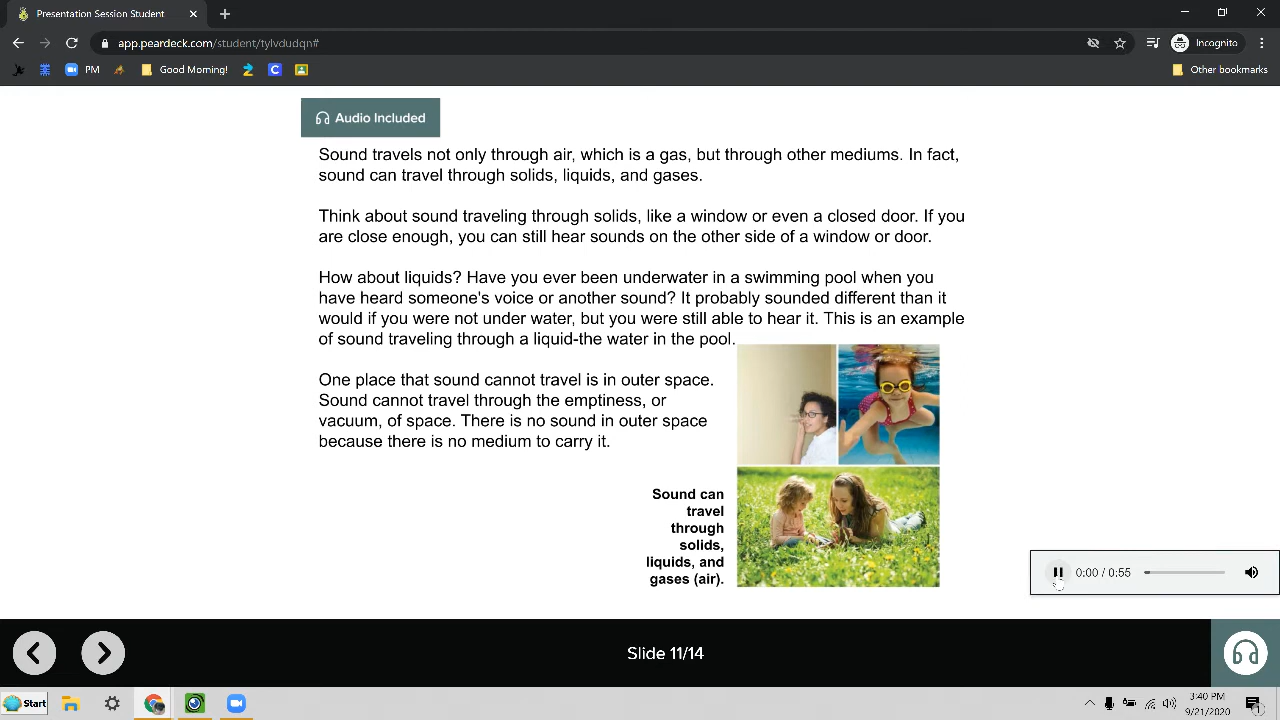 Presentation Session Student
app.peardeck.com/student/tylvdudqn#
Incognito
PM
Good Morning!
C
Other bookmarks
Audio Included
Sound travels not only through air, which is a gas, but through other mediums. In fact,
sound can travel through solids, liquids, and gases.
Think about sound traveling through solids, like a window or even a closed door. If you
are close enough, you can still hear sounds on the other side of a window or door.
How about liquids? Have you ever been underwater in a swimming pool when you
have heard someone's voice or another sound? It probably sounded different than it
would if you were not under water, but you were still able to hear it. This is an example
of sound traveling through a liquid-the water in the pool.
One place that sound cannot travel is in outer space.
Sound cannot travel through the emptiness, or
vacuum, of space. There is no sound in outer space
because there is no medium to carry it.
Sound can
travel
through
solids,
liquids, and
gases (air).
0:00 / 0:55
Slide 11/14
Start
3:40 PM
9/21/2020
1